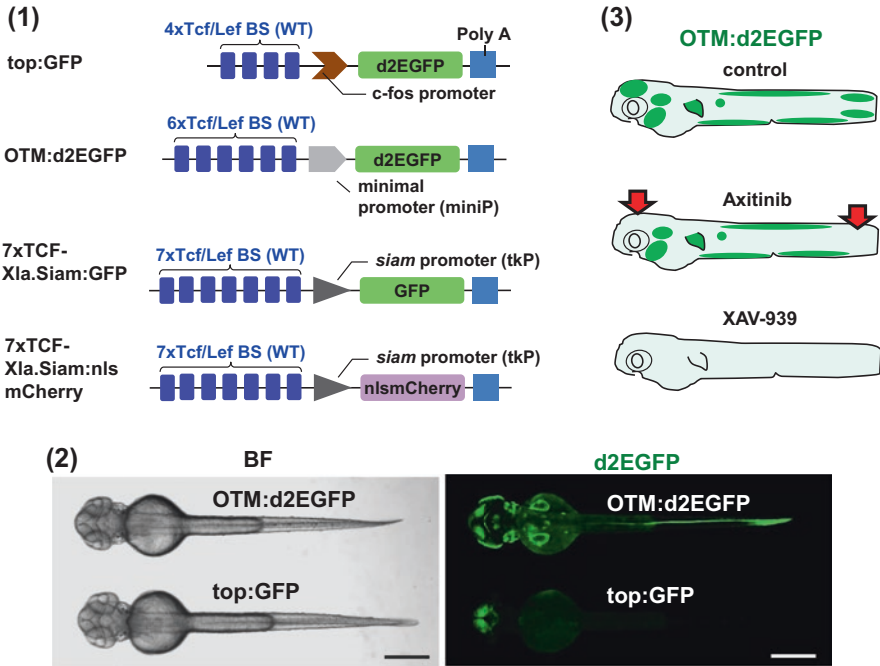 (1)
4xTcf/Lef BS (WT)
Poly A
top:GFP
d2EGFP
c-fos promoter
6xTcf/Lef BS (WT)
OTM:d2EGFP
d2EGFP
minimal
promoter (miniP)
7xTCF-
Xla.Siam:GFP
7xTcf/Lef BS (WT)
siam promoter (tkP)
GFP
7xTCF-
Xla.Siam:nls
mCherry
7xTcf/Lef BS (WT)
siam promoter (tkP)
nlsmCherry
(3)
OTM:d2EGFP
control
Axitinib
XAV-939
(2)
BF
OTM:d2EGFP
top:GFP
d2EGFP
OTM:d2EGFP
top:GFP